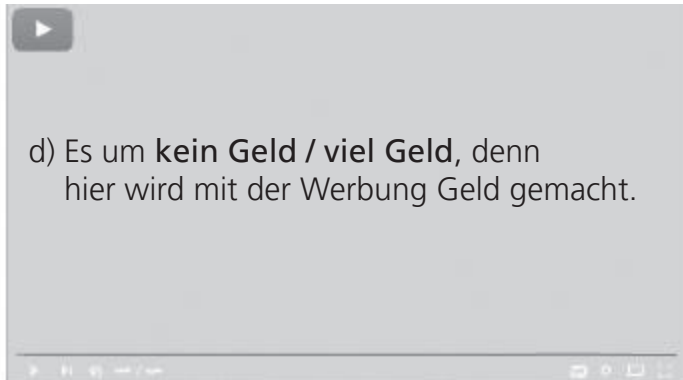 d) Es um kein Geld / viel Geld, denn
hier wird mit der Werbung Geld gemacht.